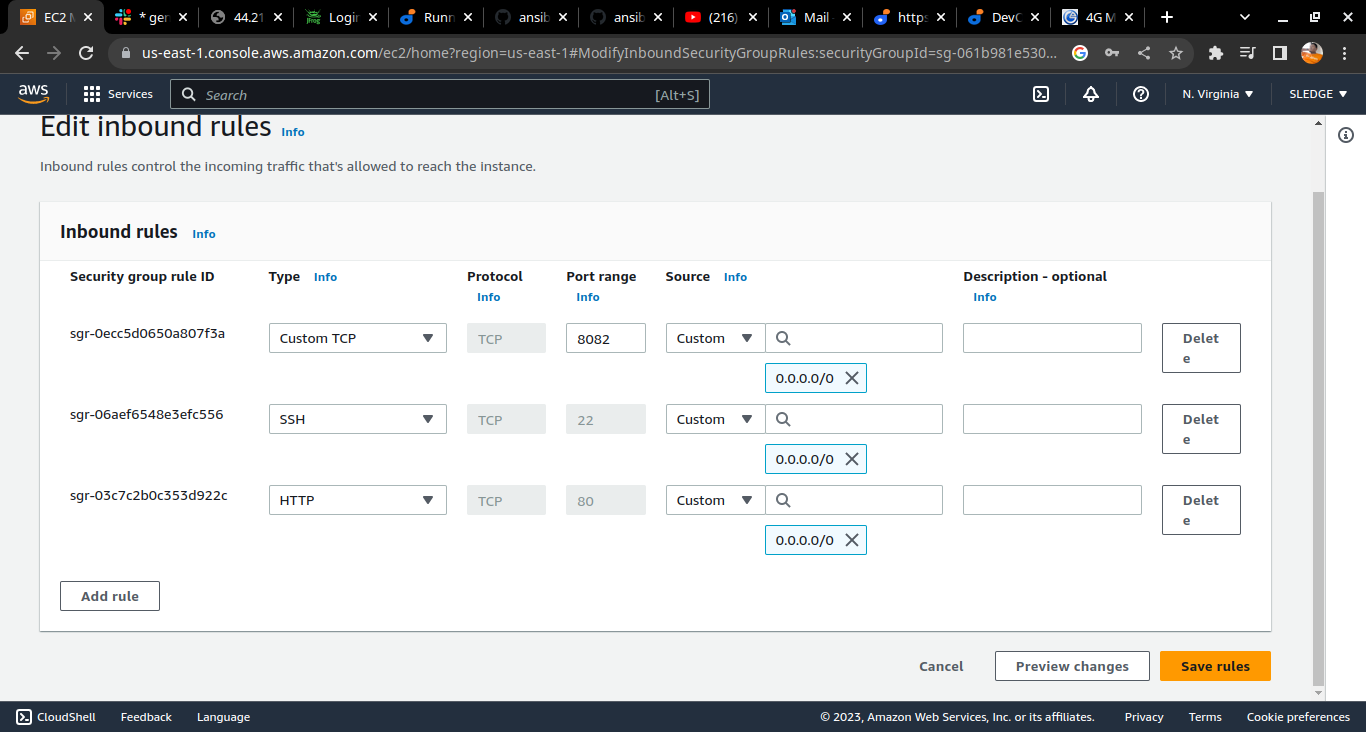 EC2 M
* gen
44.21
Login
Runn
ansib
ansib
(216)
Mail
https
DevC
4G M
us-east-1.console.aws.amazon.com/ec2/home?region=us-east-1#ModifyInboundSecurityGroupRules:securityGroupId=sg-061b981e530...
aws
Services
Search
[Alt+S]
N. Virginia
SLEDGE
Edit inbound rules Info
Inbound rules control the incoming traffic that's allowed to reach the instance.
Inbound rules Info
Security group rule ID
Type Info
Protocol
Info
Port range
Info
Source Info
Description - optional
Info
sgr-0ecc5d0650a807f3a
Custom TCP
TCP
8082
Custom
0.0.0.0/0
Delet
e
sgr-06aef6548e3efc556
SSH
TCP
22
Custom
0.0.0.0/0
Delet
e
sgr-03c7c2b0c353d922c
HTTP
TCP
80
Custom
0.0.0.0/0
Delet
e
Add rule
Cancel
Preview changes
Save rules
CloudShell
Feedback
Language
© 2023, Amazon Web Services, Inc. or its affiliates.
Privacy
Terms
Cookie preferences